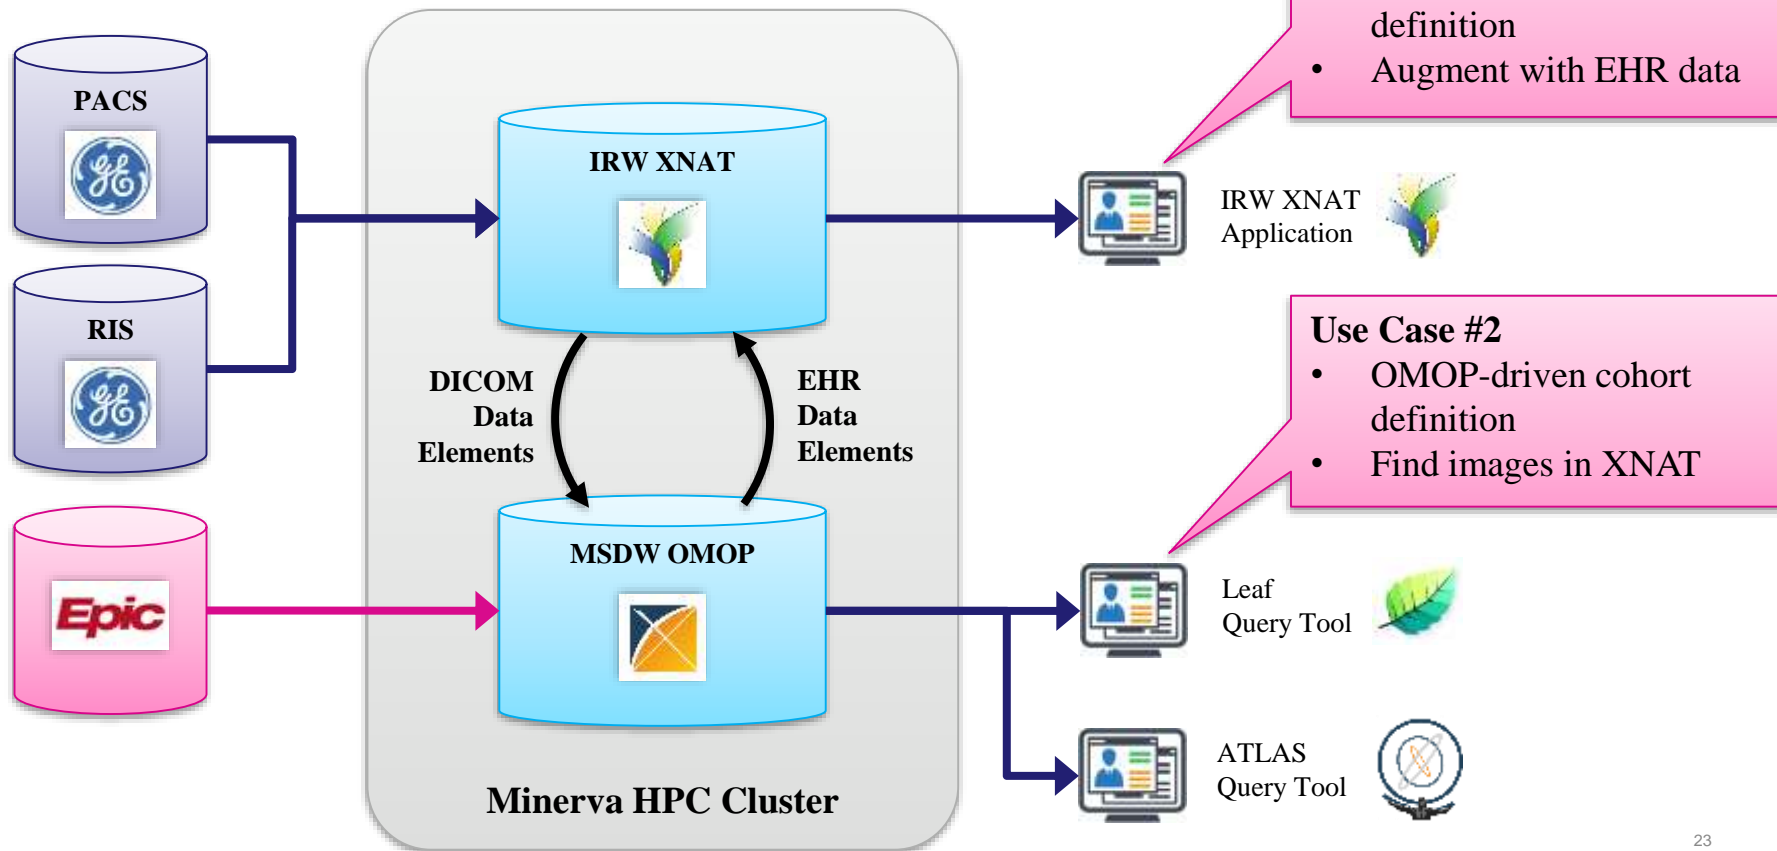 definition
• Augment with EHR data
PACS
GE
IRW XNAT
IRW XNAT
Application
RIS
GE
DICOM
Data
Elements
EHR
Data
Elements
Use Case #2
• OMOP-driven cohort
definition
• Find images in XNAT
Epic
MSDW OMOP
Leaf
Query Tool
ATLAS
Query Tool
Minerva HPC Cluster
23